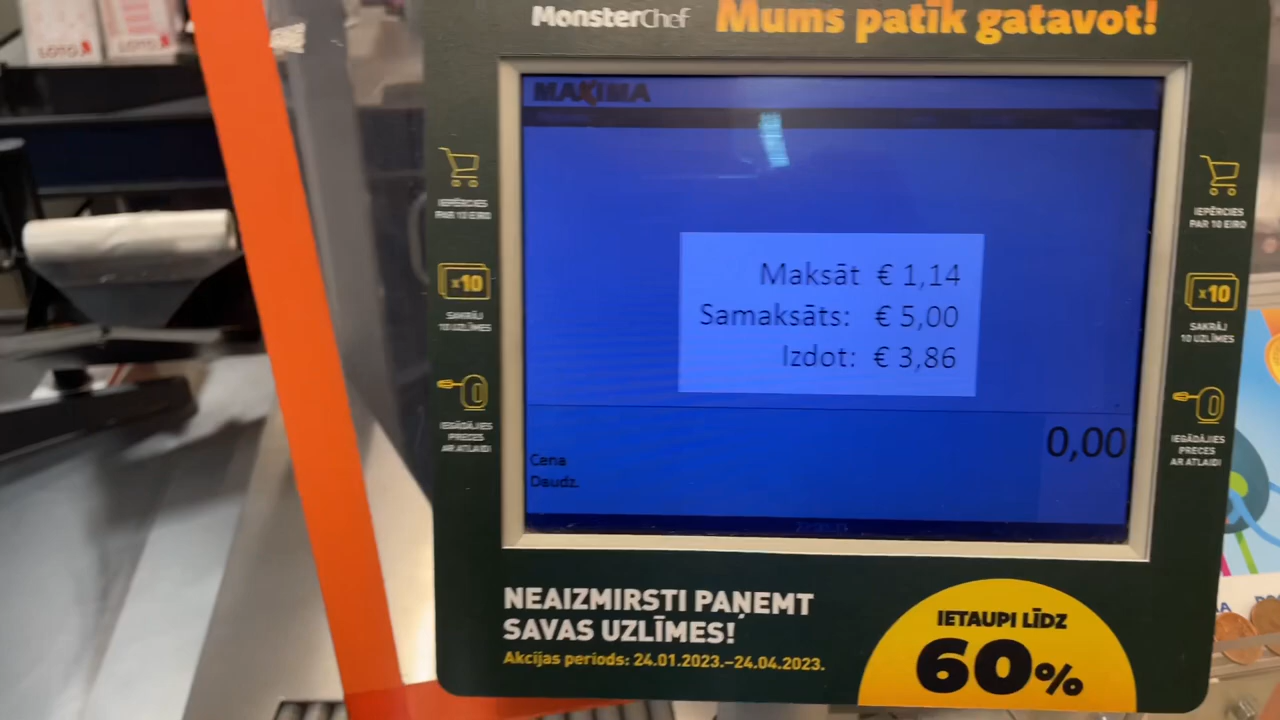 LOTO
LOTO
MonsterChef
Mums patīk gatavot!
MAXIMA
IEPĒRCIES
PAR 10 EIRO
x10
SAKRĀJ
10 UZLĪMES
IEGĀDĀJIES
PRECES
AR ATLAIDI
Maksāt € 1,14
Samaksāts: € 5,00
Izdot: € 3,86
0,00
Cena
Daudz.
IEPĒRCIES
PAR 10 EIRO
x10
SAKRĀJ
10 UZLĪMES
IEGĀDĀJIES
PRECES
AR ATLAIDI
NEAIZMIRSTI PAŅEMT
SAVAS UZLĪMES!
Akcijas periods: 24.01.2023.–24.04.2023.
IETAUPI LĪDZ
60%